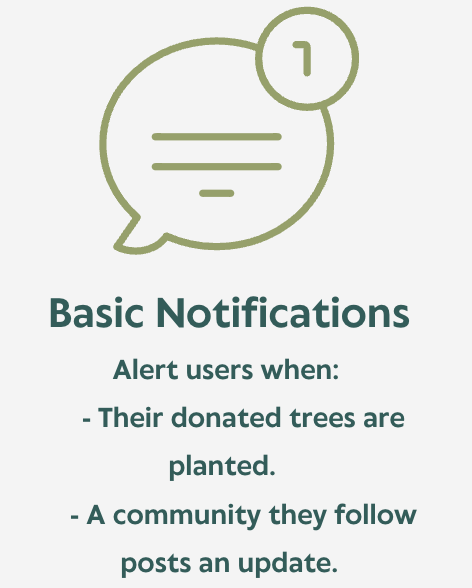 1
Basic Notifications
Alert users when:
- Their donated trees are
planted.
- A community they follow
posts an update.